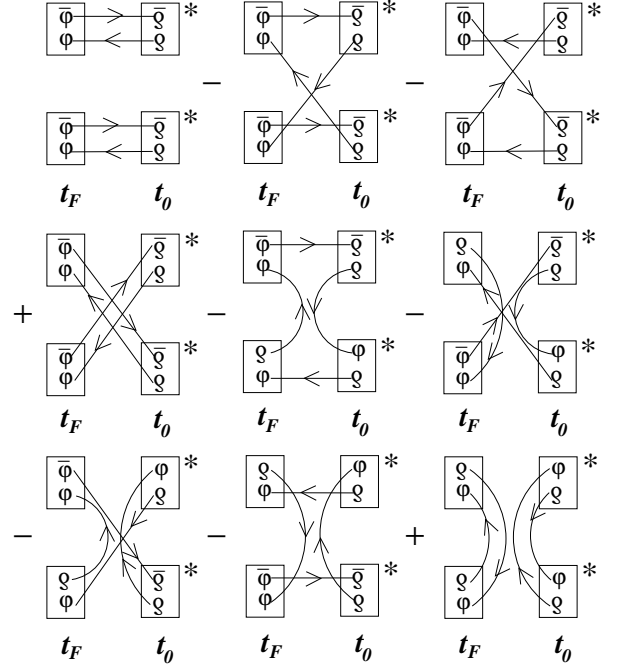 φ̄ ϱ̄ * φ̄ ϱ̄ * φ̄ ϱ̄ *
φ ϱ φ ϱ φ ϱ
− −
φ̄ ϱ̄ * φ̄ ϱ̄ * φ̄ ϱ̄ *
φ ϱ φ ϱ φ ϱ
t_F t_0 t_F t_0 t_F t_0
φ̄ ϱ̄ * φ̄ ϱ̄ * ϱ ϱ̄ *
φ ϱ φ ϱ φ ϱ
+ − −
φ̄ ϱ̄ * ϱ φ * φ̄ φ *
φ ϱ φ ϱ φ ϱ
t_F t_0 t_F t_0 t_F t_0
φ̄ φ * ϱ φ * ϱ φ *
φ ϱ φ ϱ φ ϱ
− − +
ϱ ϱ̄ * φ̄ ϱ̄ * ϱ φ *
φ ϱ φ ϱ φ ϱ
t_F t_0 t_F t_0 t_F t_0